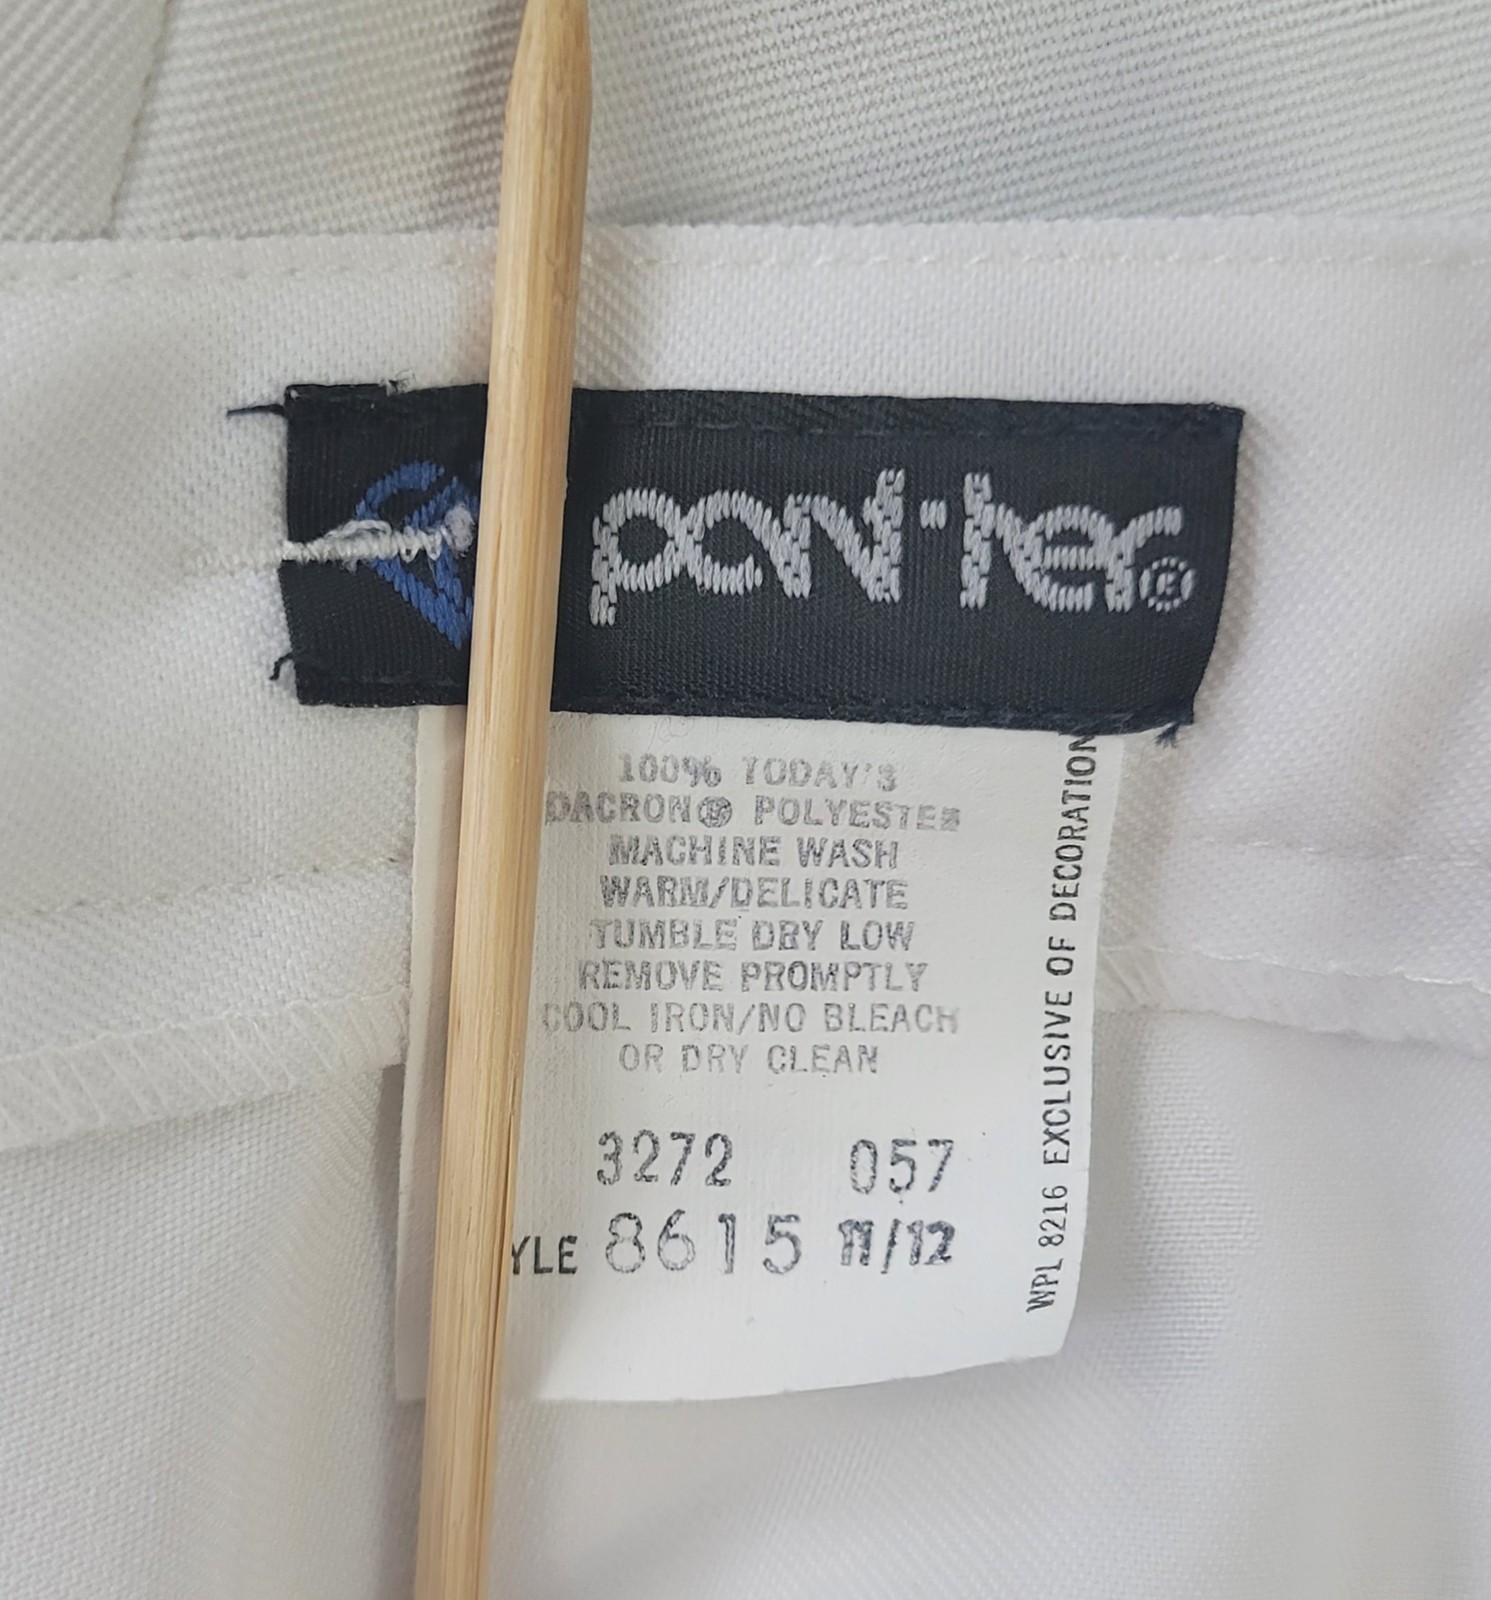 pant·tec®
100% TODAY'S
DACRON® POLYESTER
MACHINE WASH
WARM/DELICATE
TUMBLE DRY LOW
REMOVE PROMPTLY
COOL IRON/NO BLEACH
OR DRY CLEAN
3272 057
YLE 8615 11/12
WPL 8216 EXCLUSIVE OF DECORATION